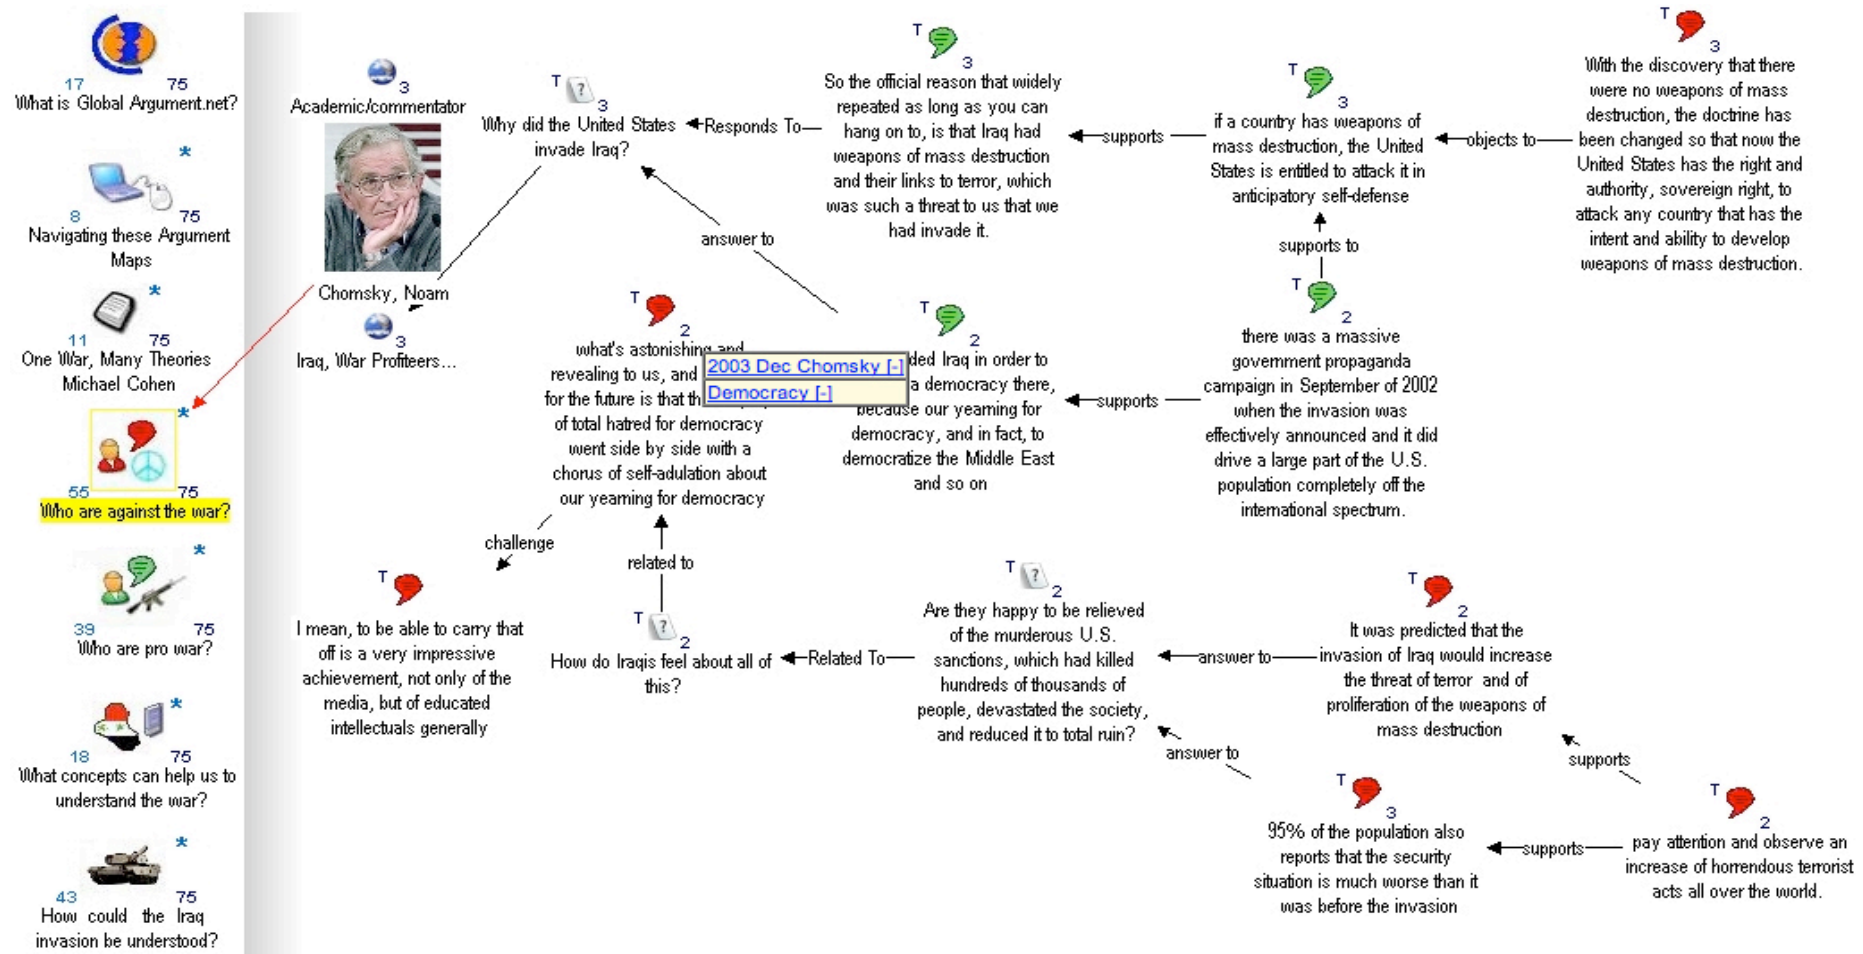 17 75
What is Global Argument.net?
*
8 75
Navigating these Argument
Maps
*
11 75
One War, Many Theories
Michael Cohen
*
55 75
Who are against the war?
*
39 75
Who are pro war?
*
18 75
What concepts can help us to
understand the war?
*
43 75
How could the Iraq
invasion be understood?
3
Academic/commentator
Chomsky, Noam
3
Iraq, War Profiteers...
T ?
3
Why did the United States
invade Iraq?
Responds To
answer to
T
3
So the official reason that widely
repeated as long as you can
hang on to, is that Iraq had
weapons of mass destruction
and their links to terror, which
was such a threat to us that we
had invade it.
supports
T
3
if a country has weapons of
mass destruction, the United
States is entitled to attack it in
anticipatory self-defense
objects to
T
3
With the discovery that there
were no weapons of mass
destruction, the doctrine has
been changed so that now the
United States has the right and
authority, sovereign right, to
attack any country that has the
intent and ability to develop
weapons of mass destruction.
supports to
T
2
there was a massive
government propaganda
campaign in September of 2002
when the invasion was
effectively announced and it did
drive a large part of the U.S.
population completely off the
international spectrum.
supports
T
2
ded Iraq in order to
a democracy there,
because our yearning for
democracy, and in fact, to
democratize the Middle East
and so on
2003 Dec Chomsky [-]
Democracy [-]
T
2
what's astonishing and
revealing to us, and
for the future is that
of total hatred for democracy
went side by side with a
chorus of self-adulation about
our yearning for democracy
challenge
related to
T
I mean, to be able to carry that
off is a very impressive
achievement, not only of the
media, but of educated
intellectuals generally
T ?
2
How do Iraqis feel about all of
this?
Related To
T ?
2
Are they happy to be relieved
of the murderous U.S.
sanctions, which had killed
hundreds of thousands of
people, devastated the society,
and reduced it to total ruin?
answer to
T
2
It was predicted that the
invasion of Iraq would increase
the threat of terror and of
proliferation of the weapons of
mass destruction
answer to
supports
T
3
95% of the population also
reports that the security
situation is much worse than it
was before the invasion
supports
T
2
pay attention and observe an
increase of horrendous terrorist
acts all over the world.